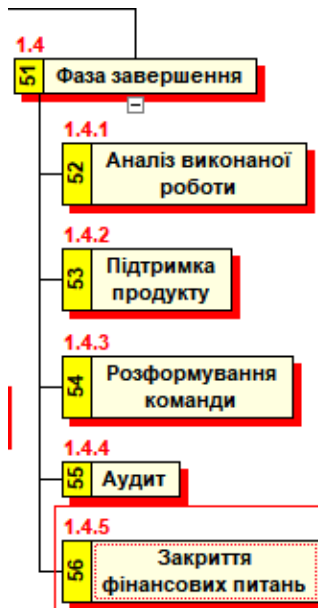 1.4
51 Фаза завершення
1.4.1
52 Аналіз виконаної
роботи
1.4.2
53 Підтримка
продукту
1.4.3
54 Розформування
команди
1.4.4
55 Аудит
1.4.5
56 Закриття
фінансових питань